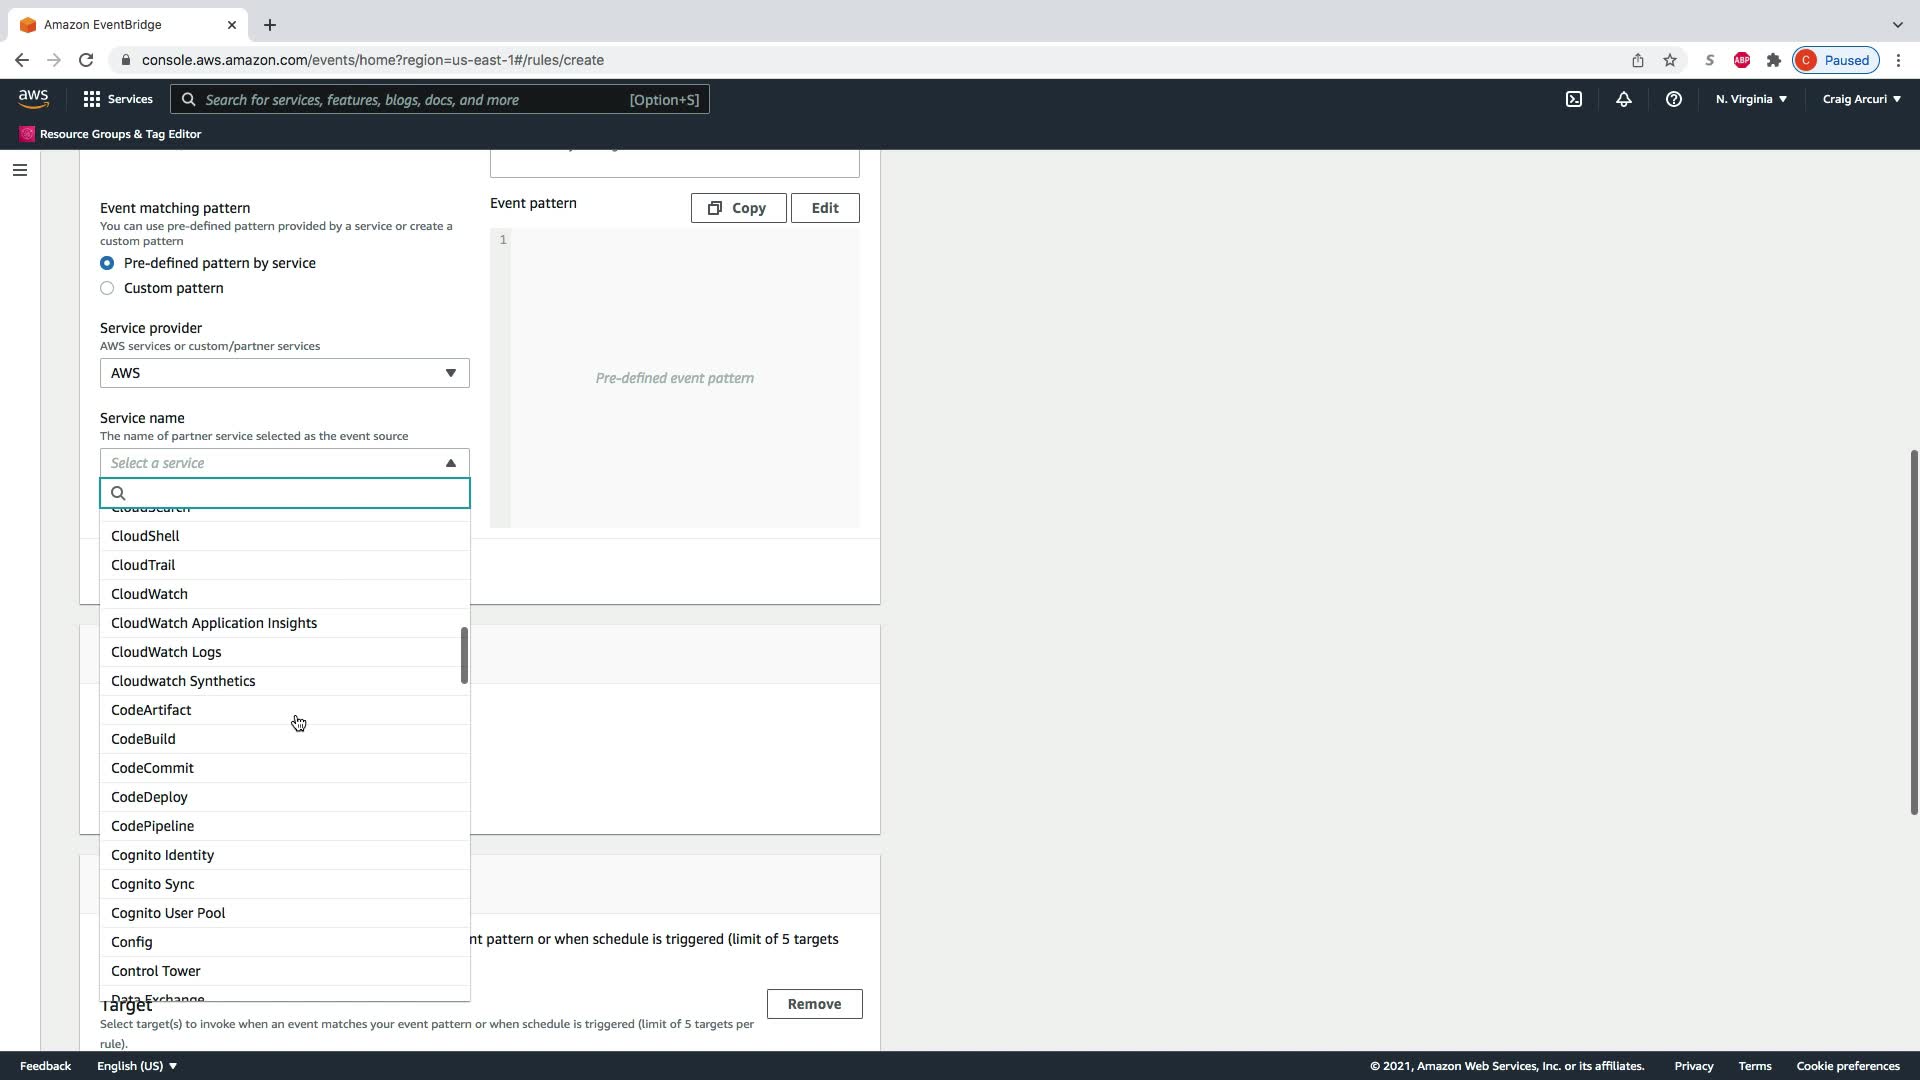 Amazon EventBridge
console.aws.amazon.com/events/home?region=us-east-1#/rules/create
ABP
C Paused
aws
Services
Search for services, features, blogs, docs, and more [Option+S]
N. Virginia
Craig Arcuri
Resource Groups & Tag Editor
Event matching pattern
You can use pre-defined pattern provided by a service or create a
custom pattern
Pre-defined pattern by service
Custom pattern
Service provider
AWS services or custom/partner services
AWS
Service name
The name of partner service selected as the event source
Select a service
CloudSearch
CloudShell
CloudTrail
CloudWatch
CloudWatch Application Insights
CloudWatch Logs
Cloudwatch Synthetics
CodeArtifact
CodeBuild
CodeCommit
CodeDeploy
CodePipeline
Cognito Identity
Cognito Sync
Cognito User Pool
Config
Control Tower
Data Exchange
Event pattern
Copy
Edit
1
Pre-defined event pattern
nt pattern or when schedule is triggered (limit of 5 targets
Target
Remove
Select target(s) to invoke when an event matches your event pattern or when schedule is triggered (limit of 5 targets per
rule).
Feedback
English (US)
© 2021, Amazon Web Services, Inc. or its affiliates.
Privacy
Terms
Cookie preferences